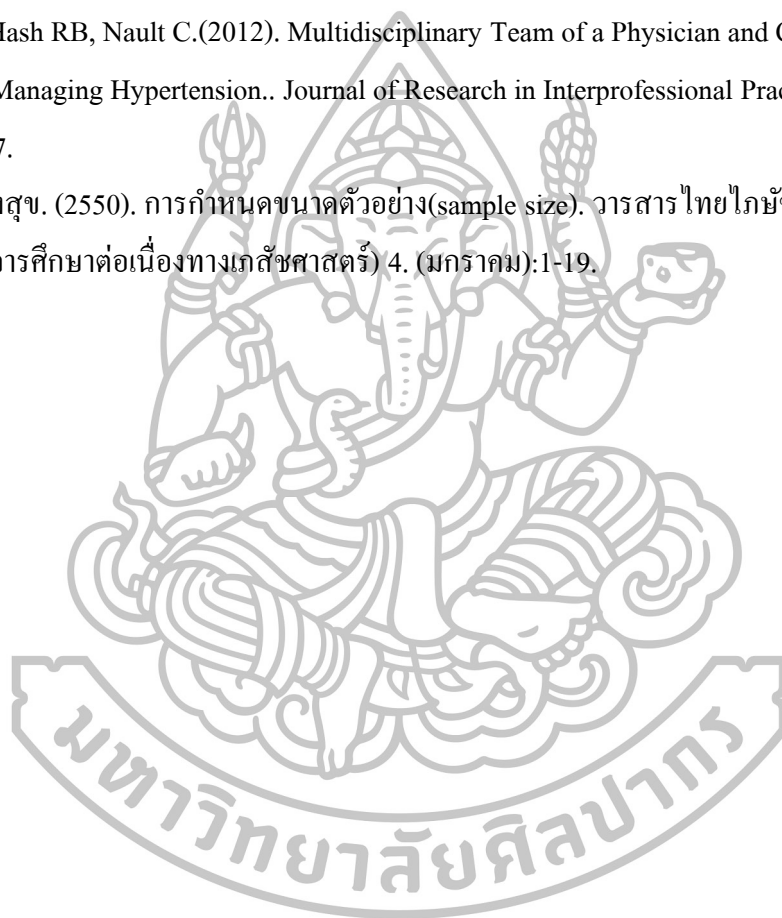 Hash RB, Nault C.(2012). Multidisciplinary Team of a Physician and
Managing Hypertension.. Journal of Research in Interprofessional
7.
(2550). การกำหนดขนาดตัวอย่าง(sample size). วารสารไทยไภษั
การศึกษาต่อเนื่องทางเภสัชศาสตร์) 4. (มกราคม):1-19.
มหาวิทยาลัยศิลปากร